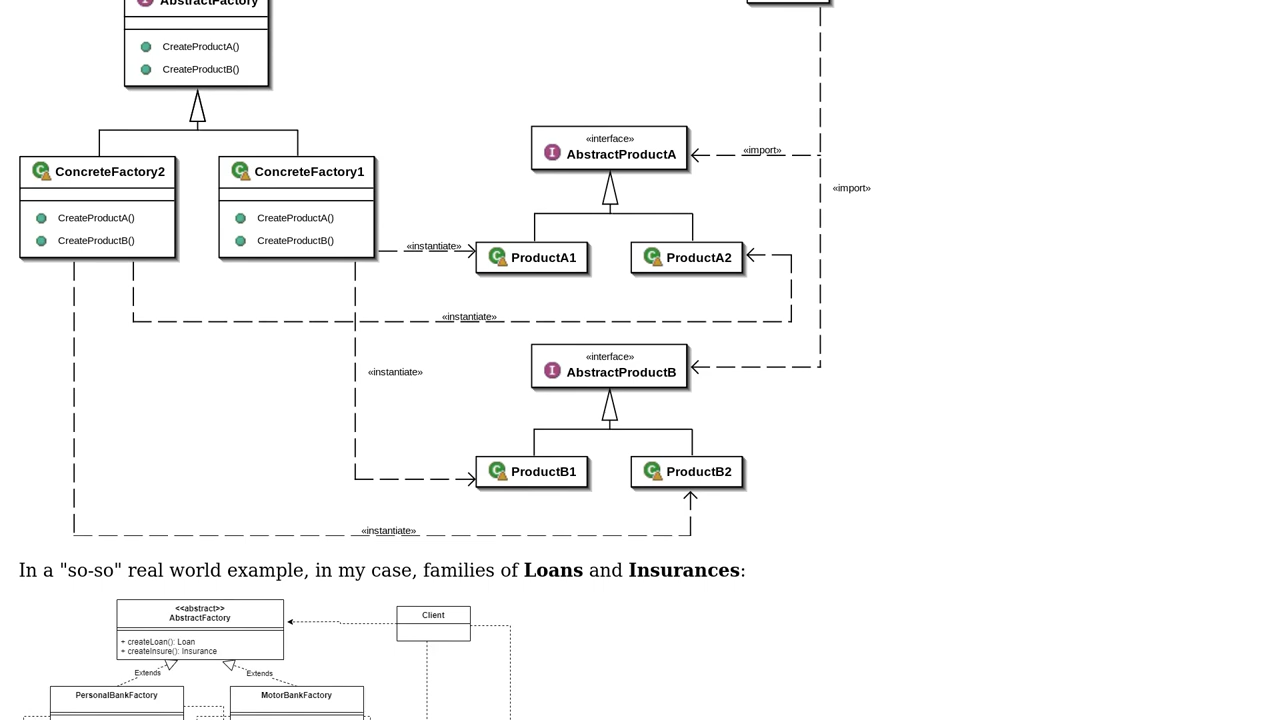 AbstractFactory
CreateProductA()
CreateProductB()
ConcreteFactory2
CreateProductA()
CreateProductB()
ConcreteFactory1
CreateProductA()
CreateProductB()
«interface»
AbstractProductA
«import»
«import»
«instantiate»
ProductA1
ProductA2
«instantiate»
«interface»
AbstractProductB
«instantiate»
ProductB1
ProductB2
«instantiate»
In a "so-so" real world example, in my case, families of Loans and Insurances:
<<abstract>>
AbstractFactory
+ createLoan(): Loan
+ createInsure(): Insurance
Client
Extends
Extends
PersonalBankFactory
MotorBankFactory